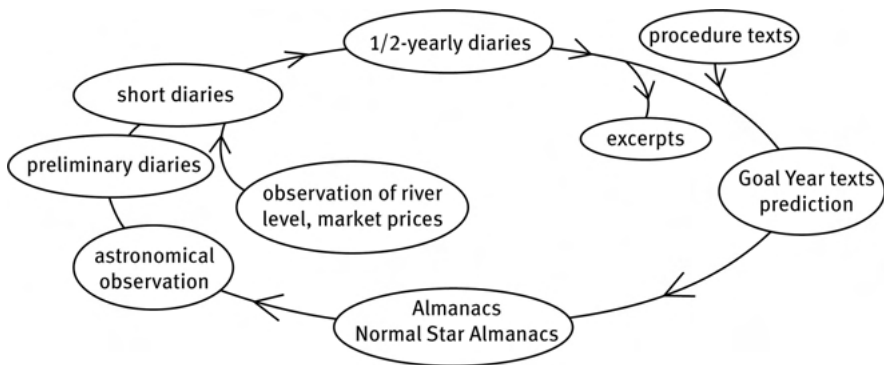 1/2-yearly diaries
procedure texts
short diaries
excerpts
preliminary diaries
observation of river
level, market prices
Goal Year texts
prediction
astronomical
observation
Almanacs
Normal Star Almanacs